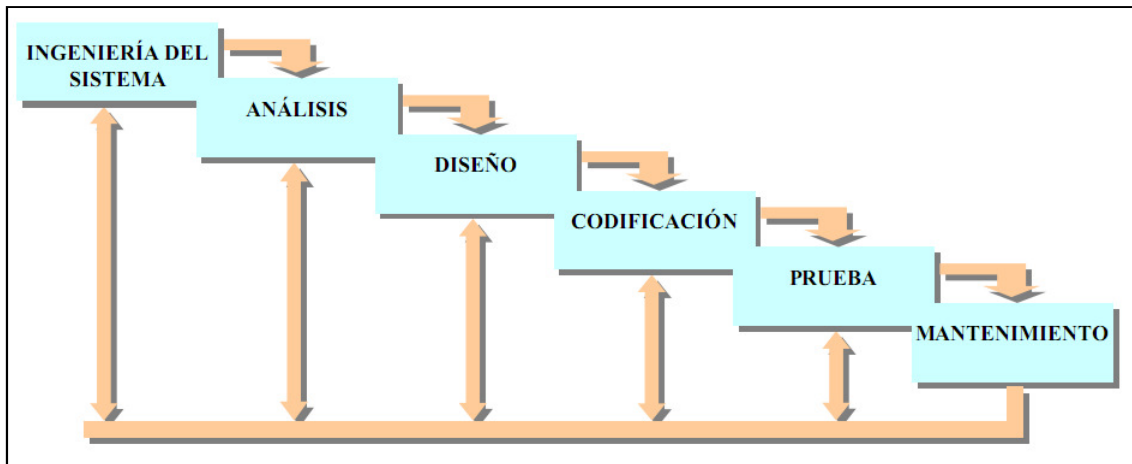 INGENIERÍA DEL
SISTEMA
ANÁLISIS
DISEÑO
CODIFICACIÓN
PRUEBA
MANTENIMIENTO